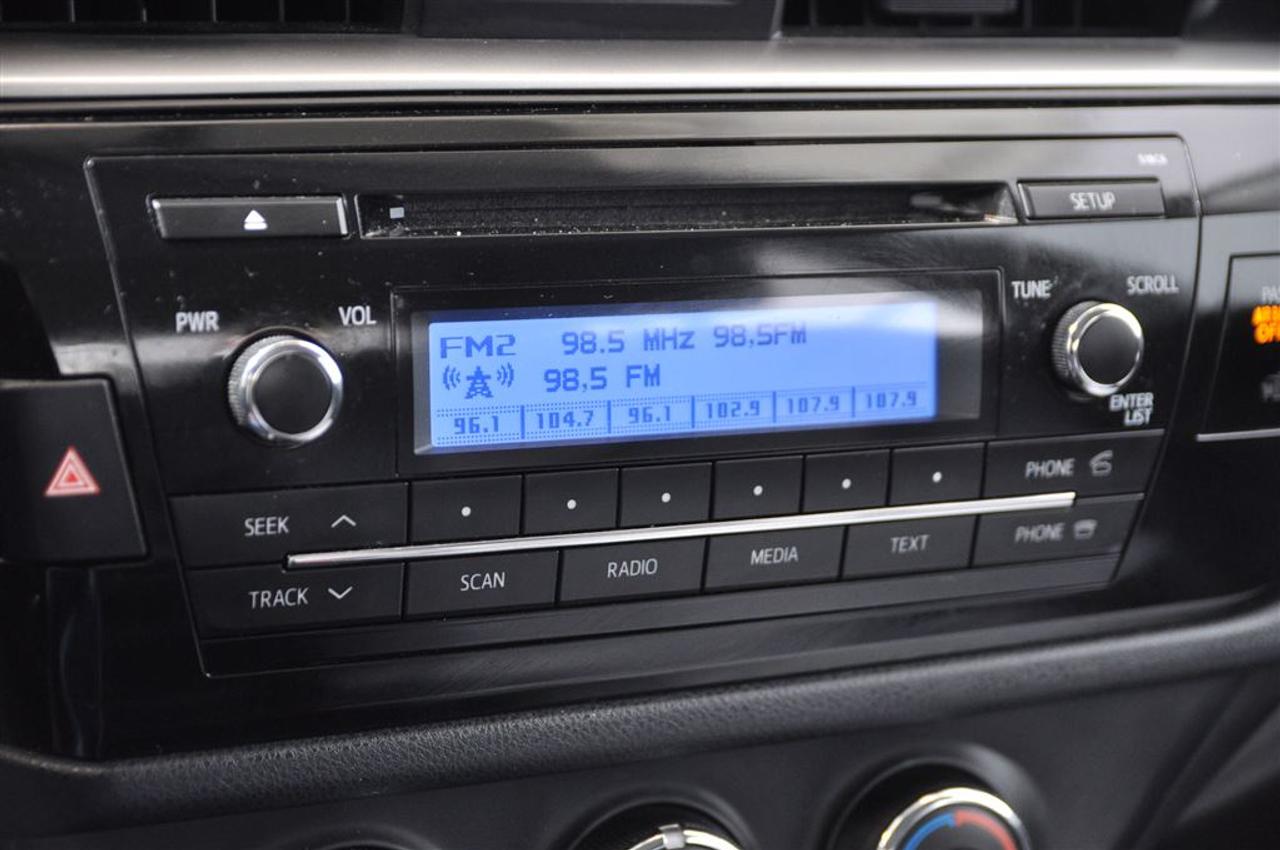 SETUP
PWR
VOL
TUNE
SCROLL
FM2 98.5 MHz 98,5FM
98,5 FM
96.1 104.7 96.1 102.9 107.9 107.9
ENTER
LIST
SEEK
PHONE
TRACK
SCAN
RADIO
MEDIA
TEXT
PHONE